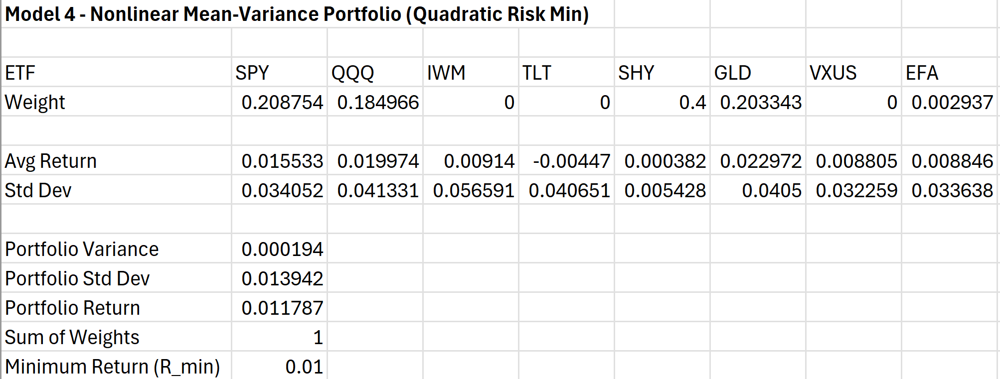 Model 4 - Nonlinear Mean-Variance Portfolio (Quadratic Risk Min)
ETF SPY QQQ IWM TLT SHY GLD VXUS EFA
Weight 0.208754 0.184966 0 0 0.4 0.203343 0 0.002937
Avg Return 0.015533 0.019974 0.00914 -0.00447 0.000382 0.022972 0.008805 0.008846
Std Dev 0.034052 0.041331 0.056591 0.040651 0.005428 0.0405 0.032259 0.033638
Portfolio Variance 0.000194
Portfolio Std Dev 0.013942
Portfolio Return 0.011787
Sum of Weights 1
Minimum Return (R_min) 0.01